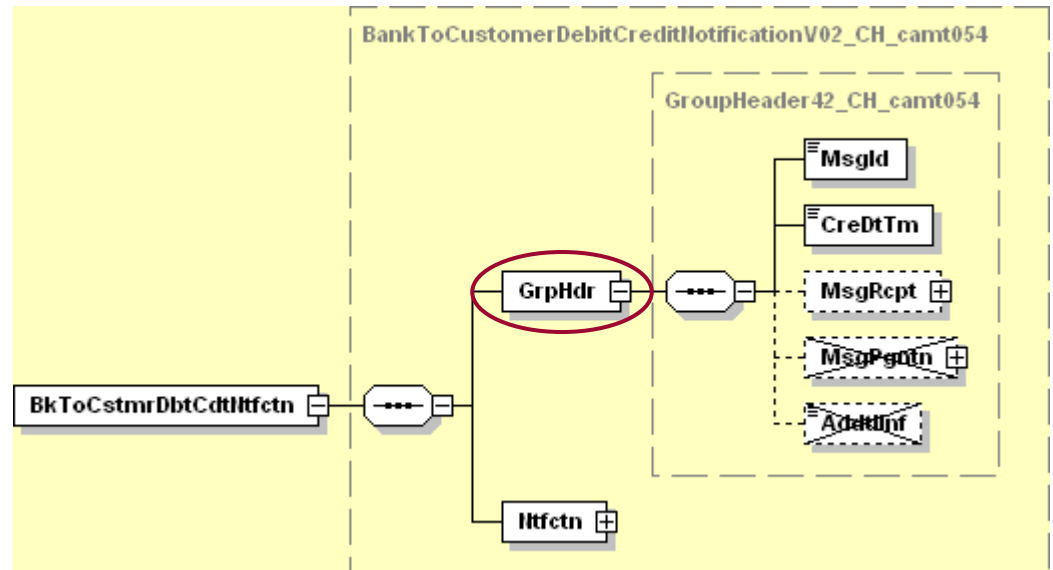 BankToCustomerDebitCreditNotificationV02_CH_camt054
GroupHeader42_CH_camt054
MsgId
CreDtTm
GrpHdr
MsgRcpt
MsgPgntn
BkToCstmrDbtCdtNtfctn
AddtlInf
Ntfctn